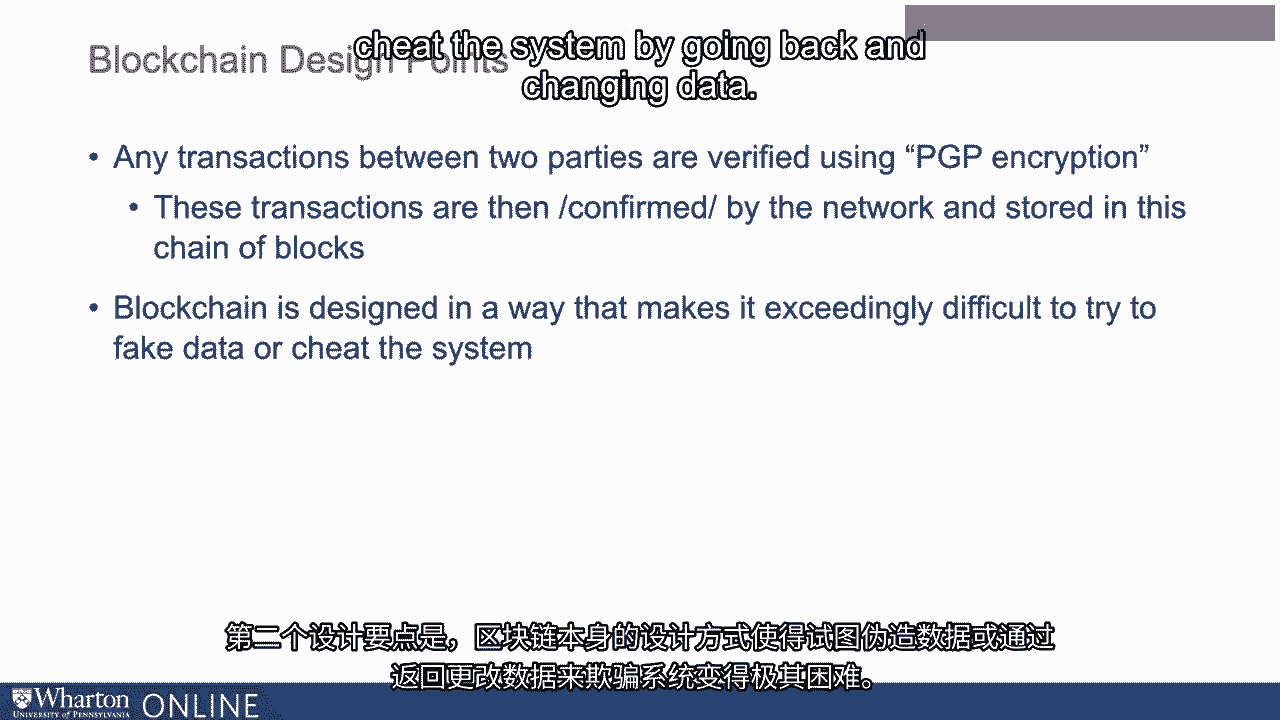 Blockchain Design Points
cheat the system by going back and
changing data.
• Any transactions between two parties are verified using “PGP encryption”
• These transactions are then /confirmed/ by the network and stored in this
chain of blocks
• Blockchain is designed in a way that makes it exceedingly difficult to try to
fake data or cheat the system
第二个设计要点是，区块链本身的设计方式使得试图伪造数据或通过
返回更改数据来欺骗系统变得极其困难。
Wharton
UNIVERSITY of PENNSYLVANIA
ONLINE